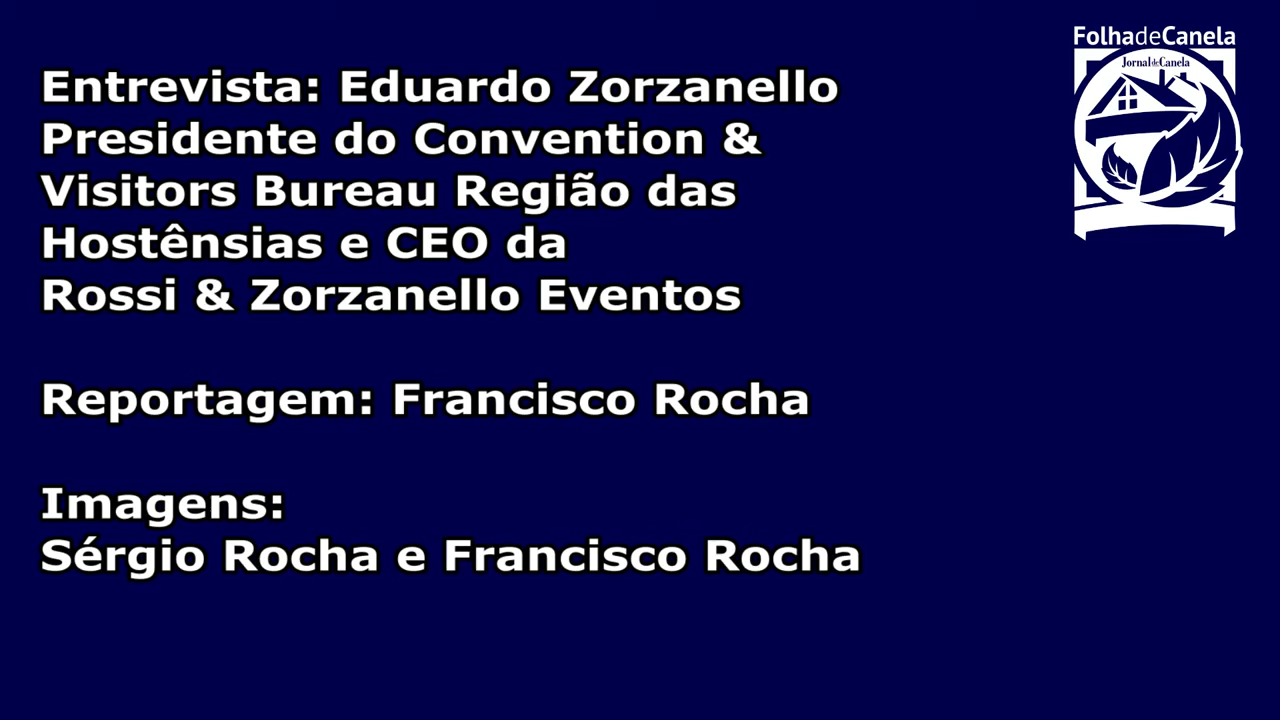 FolhadeCanela
Jornal de Canela
Entrevista: Eduardo Zorzanello
Presidente do Convention &
Visitors Bureau Região das
Hostênsias e CEO da
Rossi & Zorzanello Eventos
Reportagem: Francisco Rocha
Imagens:
Sérgio Rocha e Francisco Rocha